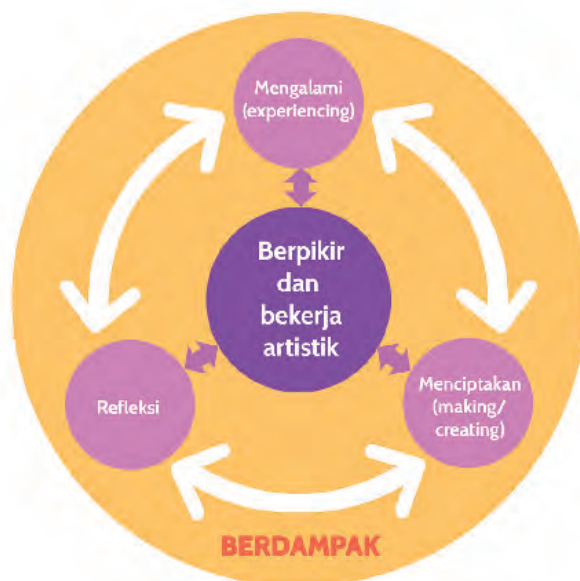 Mengalami
(experiencing)
Berpikir
dan
bekerja
artistik
Refleksi
Menciptakan
(making/
creating)
BERDAMPAK